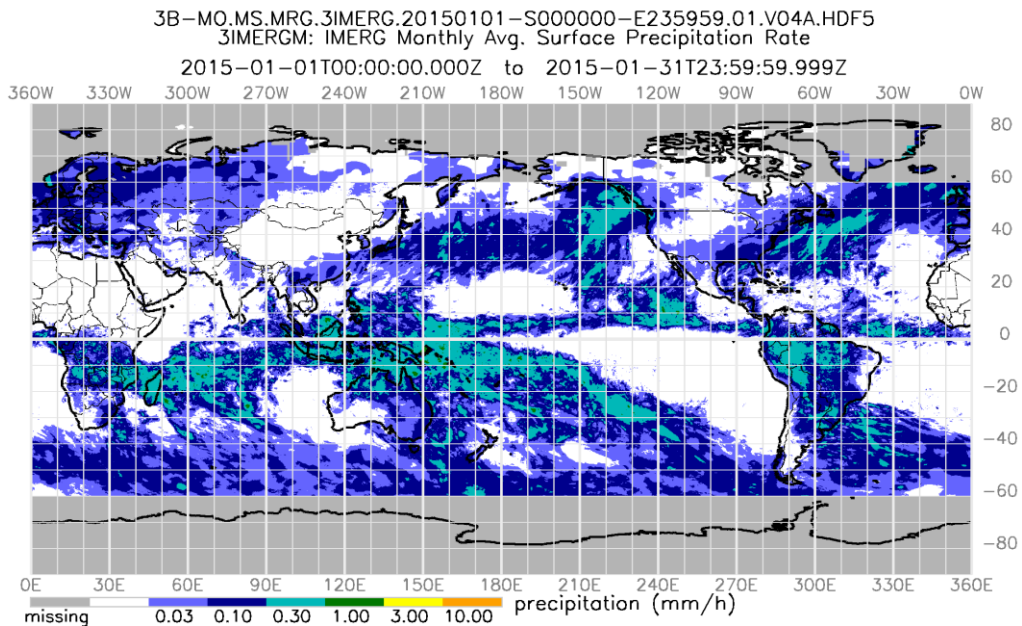 3B-MO.MS.MRG.3IMERG.20150101-S000000-E235959.01.V04A.HDF5
3IMERGM: IMERG Monthly Avg. Surface Precipitation Rate
2015-01-01T00:00:00.000Z to 2015-01-31T23:59:59.999Z
360W 330W 300W 270W 240W 210W 180W 150W 120W 90W 60W 30W 0W
80
60
40
20
0
-20
-40
-60
-80
0E 30E 60E 90E 120E 150E 180E 210E 240E 270E 300E 330E 360E
missing 0.03 0.10 0.30 1.00 3.00 10.00 precipitation (mm/h)